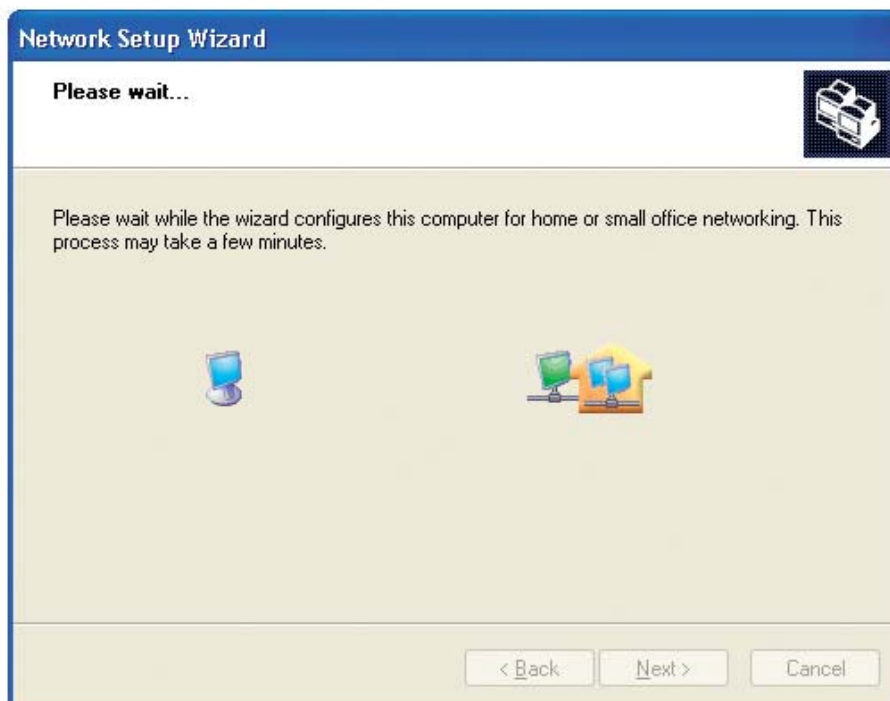 Network Setup Wizard
Please wait...
Please wait while the wizard configures this computer for home or small office networking. This
process may take a few minutes.
< Back
Next >
Cancel